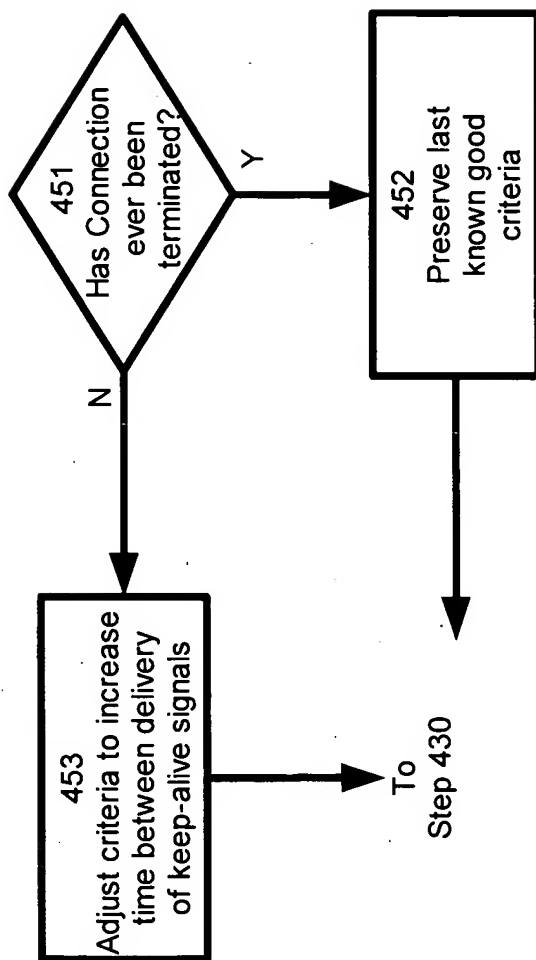 451
Has Connection
ever been
terminated?
N
Y
453
Adjust criteria to increase
time between delivery
of keep-alive signals
452
Preserve last
known good
criteria
To
Step 430